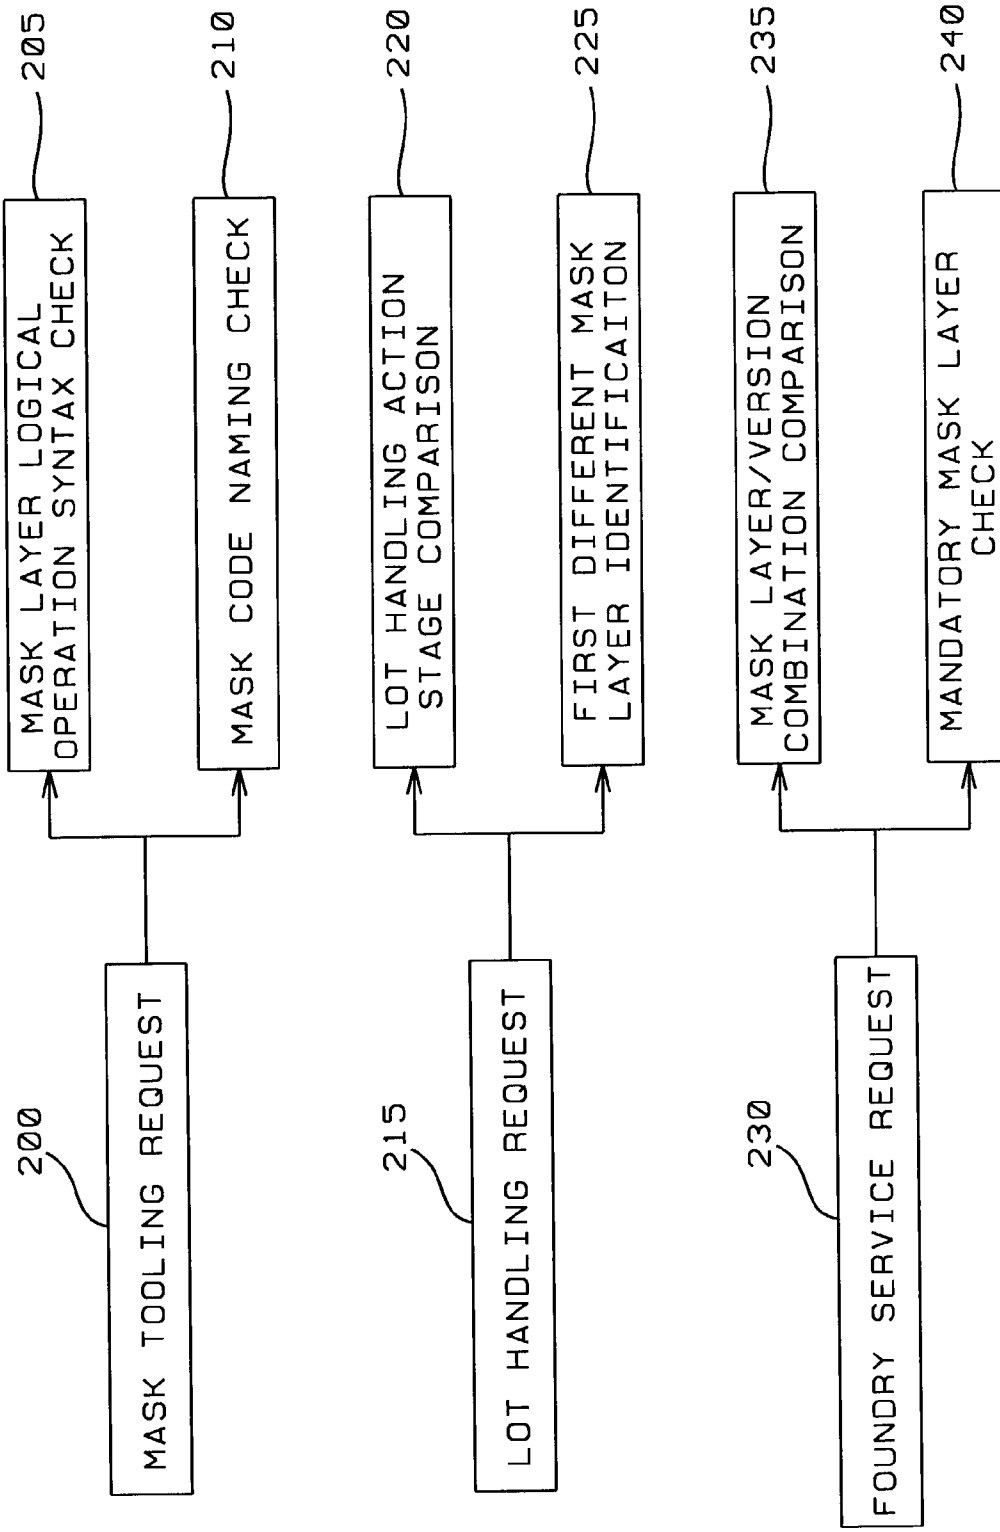 200
MASK TOOLING REQUEST
MASK LAYER LOGICAL
OPERATION SYNTAX CHECK
205
MASK CODE NAMING CHECK
210
215
LOT HANDLING REQUEST
LOT HANDLING ACTION
STAGE COMPARISON
220
FIRST DIFFERENT MASK
LAYER IDENTIFICAITON
225
230
FOUNDRY SERVICE REQUEST
MASK LAYER/VERSION
COMBINATION COMPARISON
235
MANDATORY MASK LAYER
CHECK
240